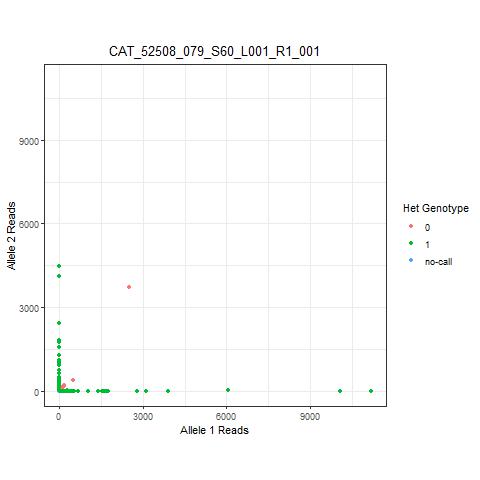 CAT_52508_079_S60_L001_R1_001
Allele 2 Reads
9000
6000
3000
0
0 3000 6000 9000
Allele 1 Reads
Het Genotype
0
1
no-call